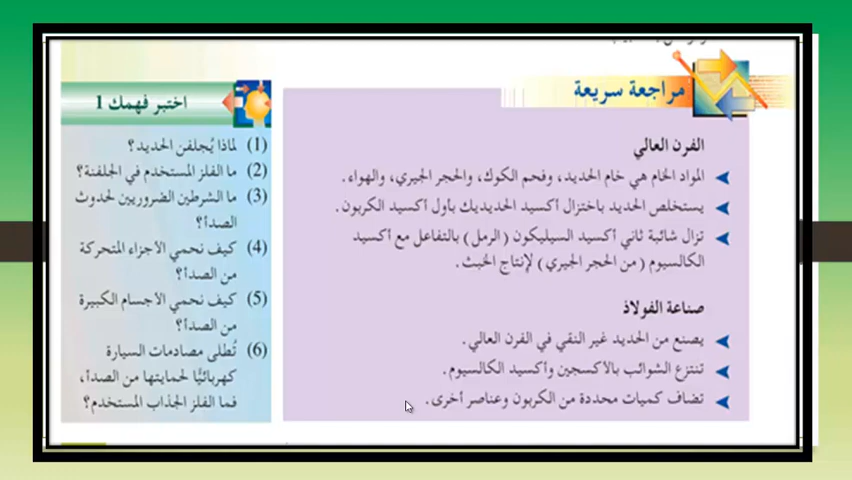 مراجعة سريعة
الفرن العالي
المواد الخام هي خام الحديد، وفحم الكوك، والحجر الجيري، والهواء.
يستخلص الحديد باختزال أكسيد الحديديك بأول أكسيد الكربون.
تزال شائبة ثاني أكسيد السيليكون (الرمل) بالتفاعل مع أكسيد
الكالسيوم (من الحجر الجيري) لإنتاج الخبث.
صناعة الفولاذ
يصنع من الحديد غير النقي في الفرن العالي.
تنتزع الشوائب بالأكسجين وأكسيد الكالسيوم.
تضاف كميات محددة من الكربون وعناصر أخرى.
اختبر فهمك 1
(1) لماذا يُجلفن الحديد؟
(2) ما الفلز المستخدم في الجلفنة؟
(3) ما الشرطين الضروريين لحدوث
الصدأ؟
(4) كيف نحمي الأجزاء المتحركة
من الصدأ؟
(5) كيف نحمي الأجسام الكبيرة
من الصدأ؟
(6) تُطلى مصادمات السيارة
كهربائيًّا لحمايتها من الصدأ،
فما الفلز الجذاب المستخدم؟